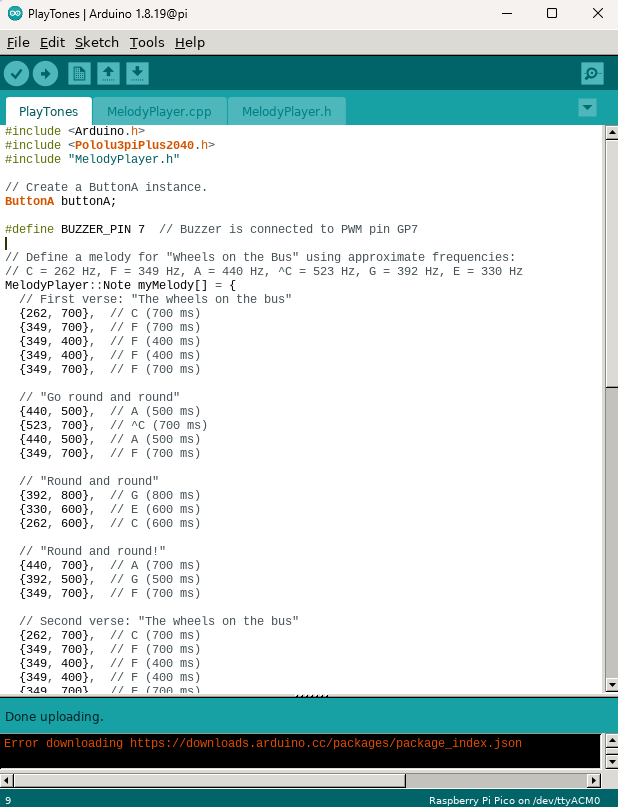 PlayTones | Arduino 1.8.19@pi
File Edit Sketch Tools Help
PlayTones MelodyPlayer.cpp MelodyPlayer.h
#include <Arduino.h>
#include <Pololu3piPlus2040.h>
#include "MelodyPlayer.h"

// Create a ButtonA instance.
ButtonA buttonA;

#define BUZZER_PIN 7  // Buzzer is connected to PWM pin GP7

// Define a melody for "Wheels on the Bus" using approximate frequencies:
// C = 262 Hz, F = 349 Hz, A = 440 Hz, ^C = 523 Hz, G = 392 Hz, E = 330 Hz
MelodyPlayer::Note myMelody[] = {
  // First verse: "The wheels on the bus"
  {262, 700},  // C (700 ms)
  {349, 700},  // F (700 ms)
  {349, 400},  // F (400 ms)
  {349, 400},  // F (400 ms)
  {349, 700},  // F (700 ms)

  // "Go round and round"
  {440, 500},  // A (500 ms)
  {523, 700},  // ^C (700 ms)
  {440, 500},  // A (500 ms)
  {349, 700},  // F (700 ms)

  // "Round and round"
  {392, 800},  // G (800 ms)
  {330, 600},  // E (600 ms)
  {262, 600},  // C (600 ms)

  // "Round and round!"
  {440, 700},  // A (700 ms)
  {392, 500},  // G (500 ms)
  {349, 700},  // F (700 ms)

  // Second verse: "The wheels on the bus"
  {262, 700},  // C (700 ms)
  {349, 700},  // F (700 ms)
  {349, 400},  // F (400 ms)
  {349, 400},  // F (400 ms)
  {349, 700},  // F (700 ms)
Done uploading.
Error downloading https://downloads.arduino.cc/packages/package_index.json
9 Raspberry Pi Pico on /dev/ttyACM0